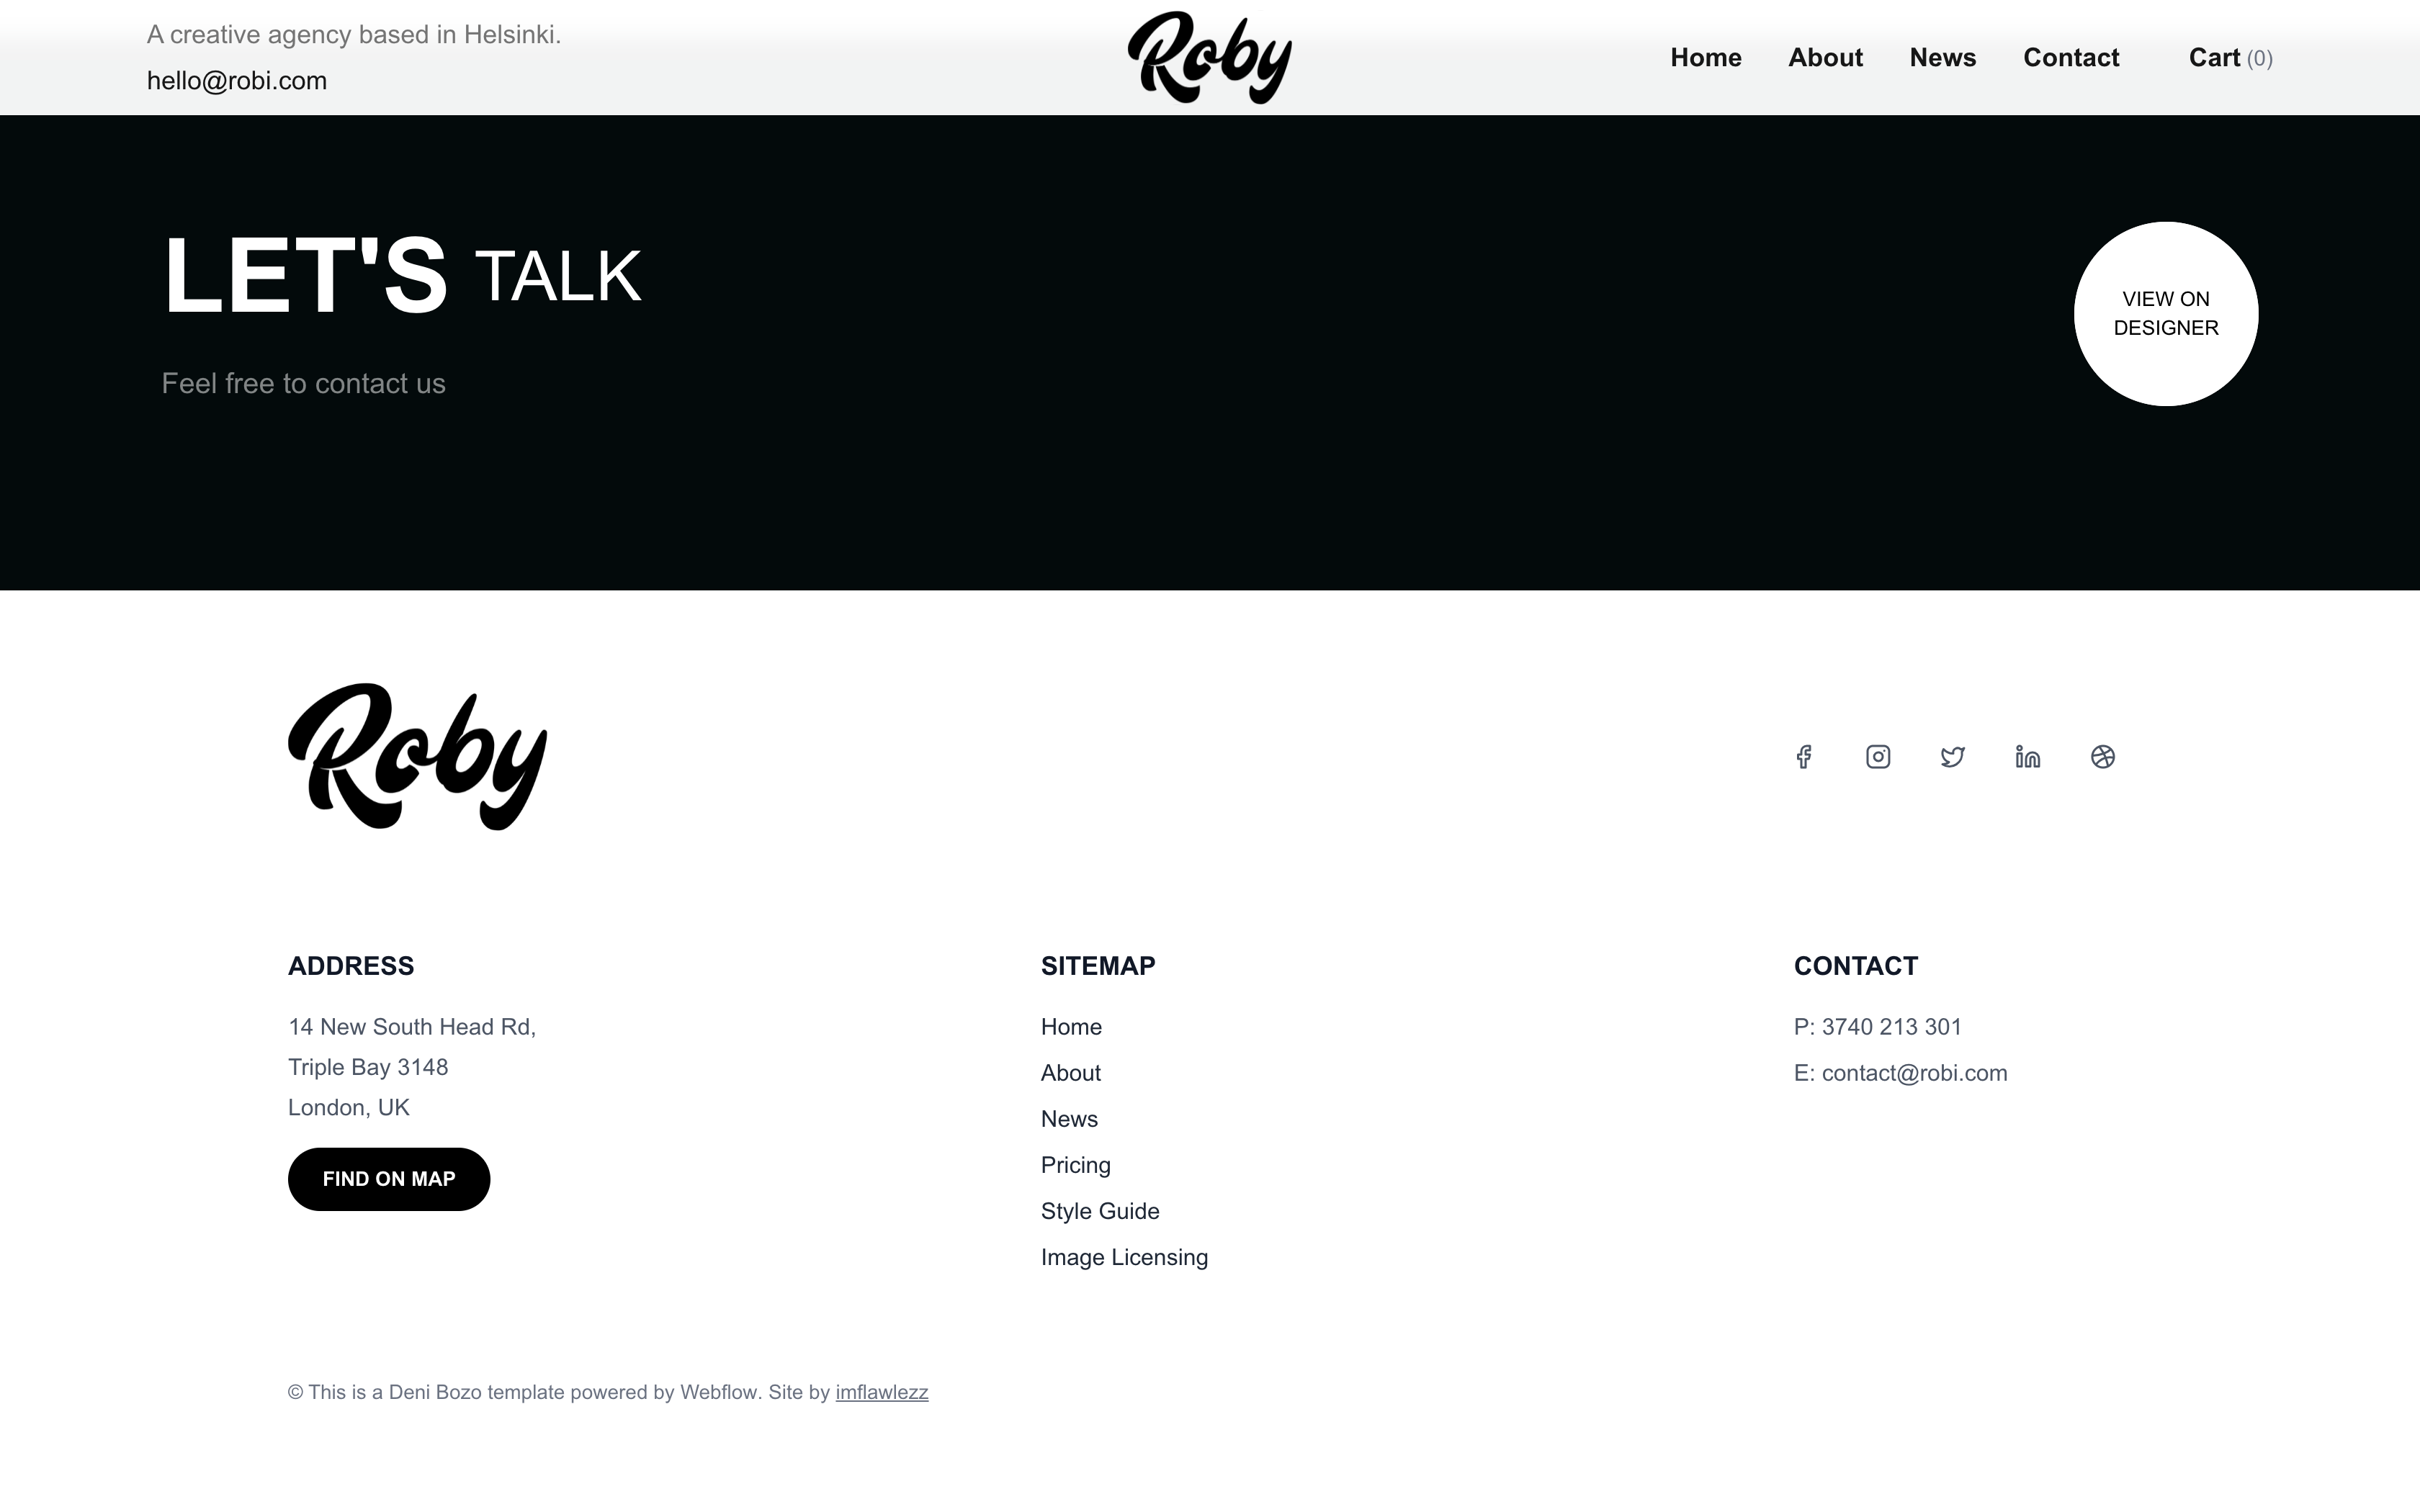 A creative agency based in Helsinki.
hello@robi.com
Roby
Home About News Contact Cart (0)
LET'S TALK
Feel free to contact us
VIEW ON
DESIGNER
Roby
ADDRESS
14 New South Head Rd,
Triple Bay 3148
London, UK
FIND ON MAP
SITEMAP
Home
About
News
Pricing
Style Guide
Image Licensing
CONTACT
P: 3740 213 301
E: contact@robi.com
© This is a Deni Bozo template powered by Webflow. Site by imflawlezz